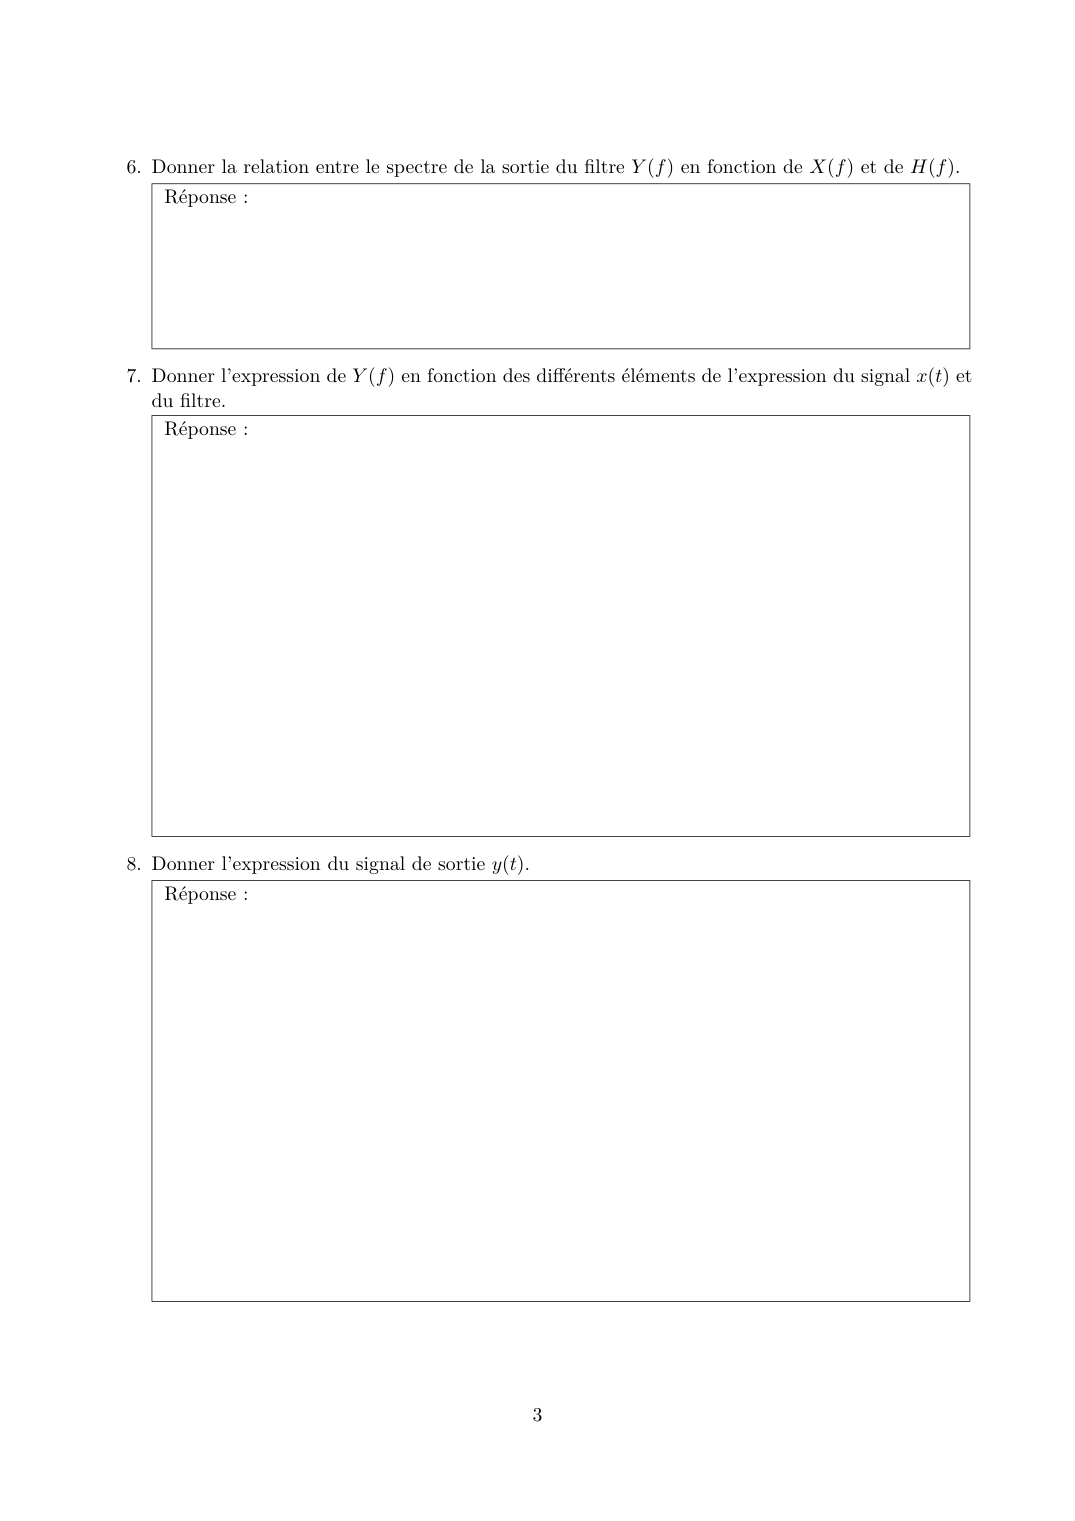 6. Donner la relation entre le spectre de la sortie du filtre Y(f) en fonction de X(f) et de H(f).
Réponse :
7. Donner l'expression de Y(f) en fonction des différents éléments de l'expression du signal x(t) et
du filtre.
Réponse :
8. Donner l'expression du signal de sortie y(t).
Réponse :
3